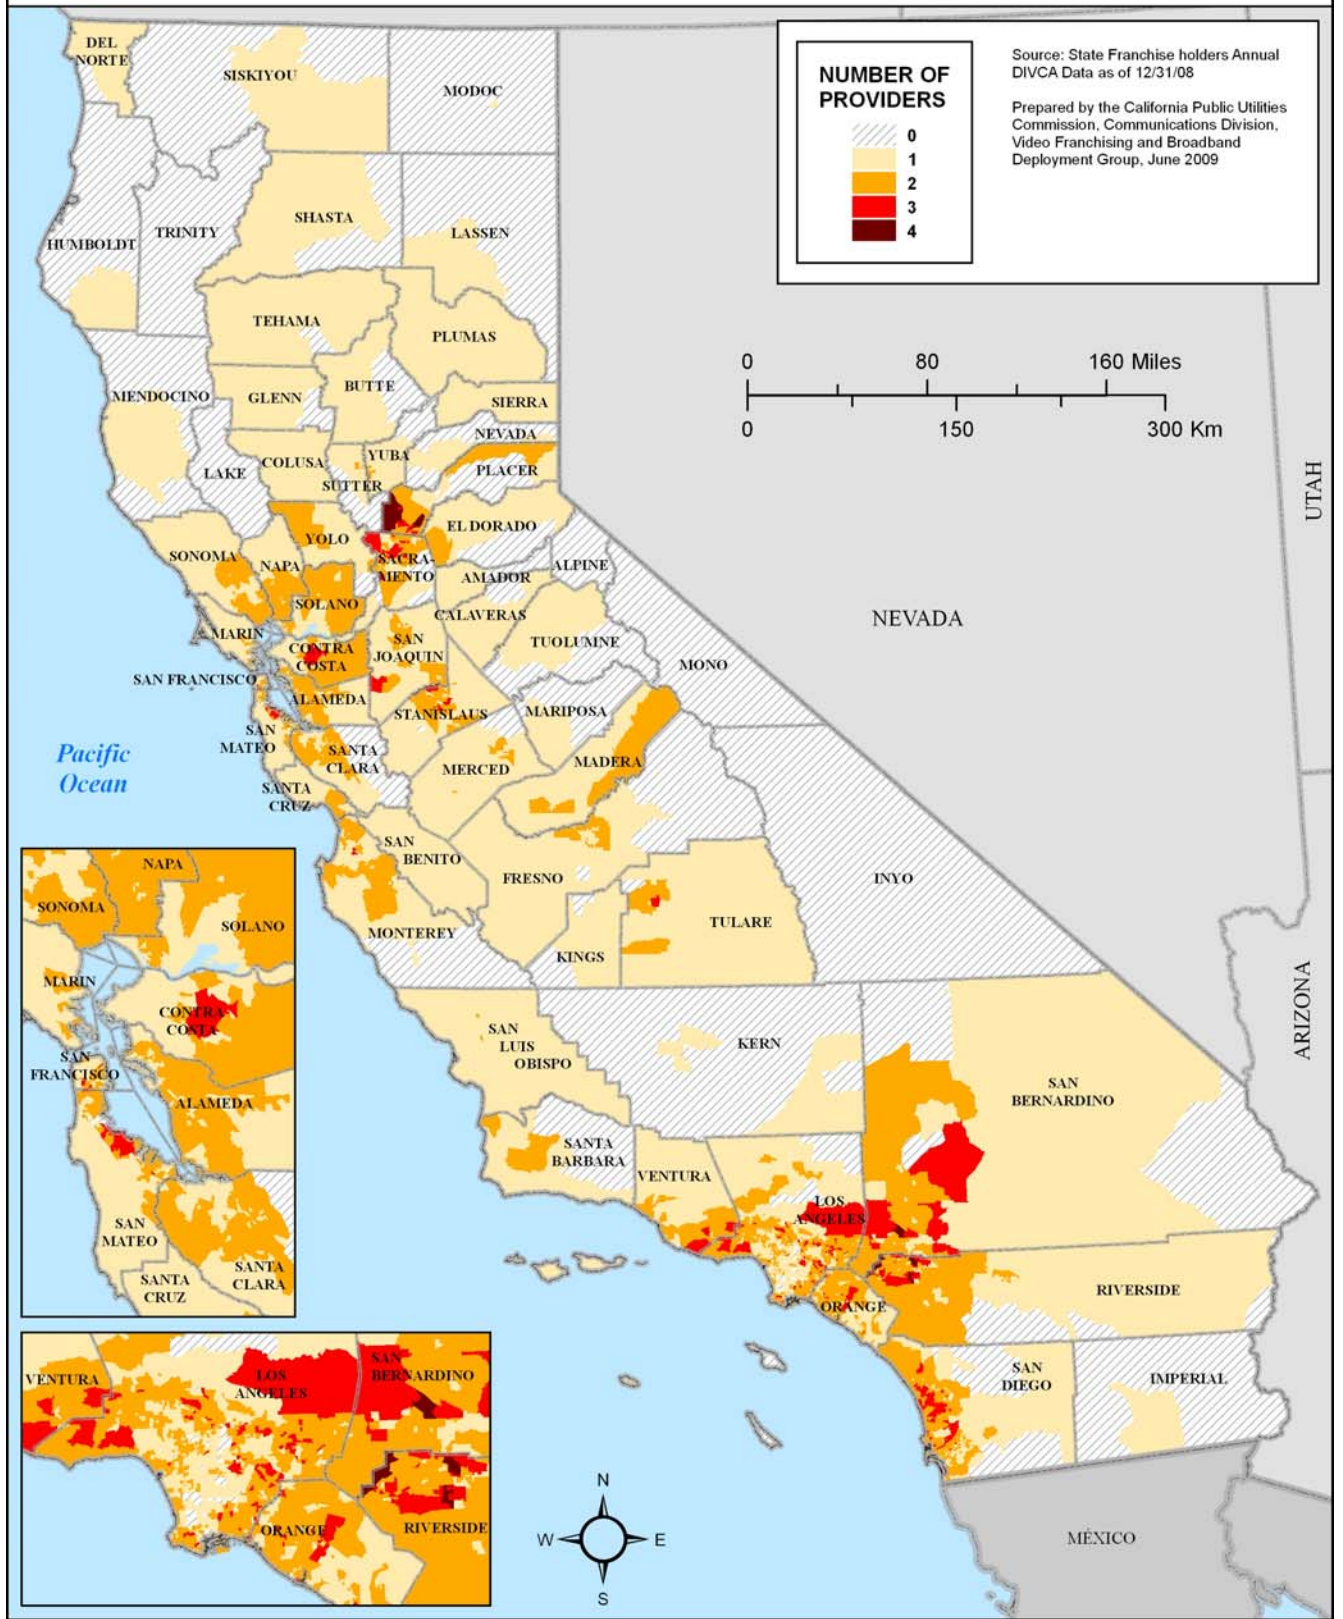 NUMBER OF
PROVIDERS
0
1
2
3
4
Source: State Franchise holders Annual
DIVCA Data as of 12/31/08
Prepared by the California Public Utilities
Commission, Communications Division,
Video Franchising and Broadband
Deployment Group, June 2009
0 80 160 Miles
0 150 300 Km
DEL
NORTE
SISKIYOU
MODOC
HUMBOLDT
TRINITY
SHASTA
LASSEN
TEHAMA
PLUMAS
MENDOCINO
GLENN
BUTTE
SIERRA
NEVADA
PLACER
LAKE
COLUSA
YUBA
SUTTER
EL DORADO
YOLO
SONOMA
NAPA
SACRA-
MENTO
ALPINE
AMADOR
SOLANO
CALAVERAS
MARIN
TUOLUMNE
CONTRA
COSTA
SAN
JOAQUIN
MONO
SAN FRANCISCO
ALAMEDA
STANISLAUS
MARIPOSA
SAN
MATEO
SANTA
CLARA
MERCED
MADERA
SANTA
CRUZ
SAN
BENITO
FRESNO
INYO
TULARE
MONTEREY
KINGS
SAN
LUIS
OBISPO
KERN
SAN
BERNARDINO
SANTA
BARBARA
VENTURA
LOS
ANGELES
ORANGE
RIVERSIDE
SAN
DIEGO
IMPERIAL
NEVADA
UTAH
ARIZONA
MÉXICO
Pacific
Ocean
NAPA
SONOMA
SOLANO
MARIN
CONTRA
COSTA
SAN
FRANCISCO
ALAMEDA
SAN
MATEO
SANTA
CLARA
SANTA
CRUZ
VENTURA
LOS
ANGELES
SAN
BERNARDINO
ORANGE
RIVERSIDE
N
W E
S